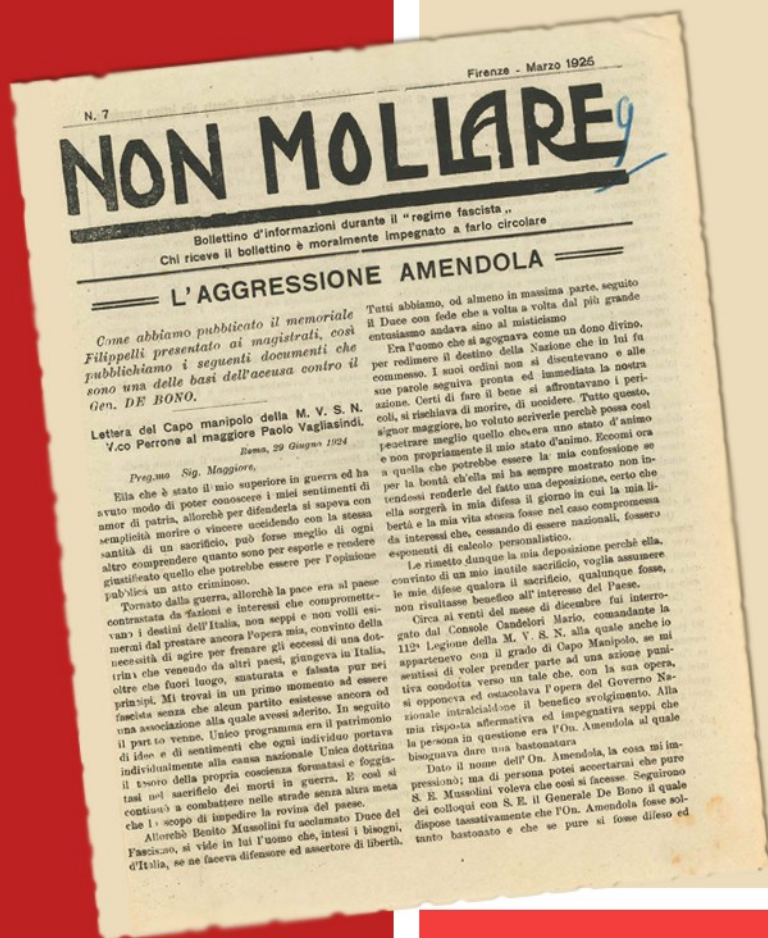 Firenze - Marzo 1925
N. 7
NON MOLLARE
9
Bollettino d'informazioni durante il "regime fascista„
Chi riceve il bollettino è moralmente impegnato a farlo circolare
L'AGGRESSIONE AMENDOLA
Come abbiamo pubblicato il memoriale
Filippelli presentato ai magistrati, così
pubblichiamo i seguenti documenti che
sono una delle basi dell'accusa contro il
Gen. DE BONO.
Lettera del Capo manipolo della M. V. S. N.
V.co Perrone al maggiore Paolo Vagliasindi.
Roma, 29 Giugno 1924
Preg.mo Sig. Maggiore,
Ella che è stato il mio superiore in guerra ed ha
avuto modo di poter conoscere i miei sentimenti di
amor di patria, allorchè per difenderla si sapeva con
semplicità morire o vincere uccidendo con la stessa
santità di un sacrificio, può forse meglio di ogni
altro comprendere quanto sono per esporle e rendere
giustificato quello che potrebbe essere per l'opinione
pubblica un atto criminoso.
Tornato dalla guerra, allorchè la pace era al paese
contrastata da fazioni e interessi che compromette-
vano i destini dell'Italia, non seppi e non volli esi-
mermi dal prestare ancora l'opera mia, convinto della
necessità di agire per frenare gli eccessi di una dot-
trina che venendo da altri paesi, giungeva in Italia,
oltre che fuori luogo, snaturata e falsata pur nei
principi. Mi trovai in un primo momento ad essere
fascista senza che alcun partito esistesse ancora od
una associazione alla quale avessi aderito. In seguito
il partito venne. Unico programma era il patrimonio
di idee e di sentimenti che ogni individuo portava
individualmente alla causa nazionale Unica dottrina
il tesoro della propria coscienza formatasi e foggia-
tasi nel sacrificio dei morti in guerra. E così si
continuò a combattere nelle strade senza altra meta
che lo scopo di impedire la rovina del paese.
Allorchè Benito Mussolini fu acclamato Duce del
Fascismo, si vide in lui l'uomo che, intesi i bisogni,
d'Italia, se ne faceva difensore ed assertore di libertà.
Tutti abbiamo, od almeno in massima parte, seguito
il Duce con fede che a volta a volta dal più grande
entusiasmo andava sino al misticismo
Era l'uomo che si agognava come un dono divino,
per redimere il destino della Nazione che in lui fu
commesso. I suoi ordini non si discutevano e alle
sue parole seguiva pronta ed immediata la nostra
azione. Certi di fare il bene si affrontavano i peri-
coli, si rischiava di morire, di uccidere. Tutto questo,
signor maggiore, ho voluto scriverle perchè possa così
penetrare meglio quello che era uno stato d'animo
e non propriamente il mio stato d'animo. Eccomi ora
a quella che potrebbe essere la mia confessione se
per la bontà ch'ella mi ha sempre mostrato non in-
tendessi renderle del fatto una deposizione, certo che
ella sorgerà in mia difesa il giorno in cui la mia li-
bertà e la mia vita stessa fosse nel caso compromessa
da interessi che, cessando di essere nazionali, fossero
esponenti di calcolo personalistico.
Le rimetto dunque la mia deposizione perchè ella,
convinto di un mio inutile sacrificio, voglia assumere
le mie difese qualora il sacrificio, qualunque fosse,
non risultasse benefico all'interesse del Paese.
Circa ai venti del mese di dicembre fui interro-
gato dal Console Candelori Mario, comandante la
112ª Legione della M. V. S. N. alla quale anche io
appartenevo con il grado di Capo Manipolo, se mi
sentissi di voler prender parte ad una azione puni-
tiva condotta verso un tale che, con la sua opera,
si opponeva ed ostacolava l'opera del Governo Na-
zionale intralciandone il benefico svolgimento. Alla
mia risposta affermativa ed impegnativa seppi che
la persona in questione era l'On. Amendola al quale
bisognava dare una bastonatura
Dato il nome dell'On. Amendola, la cosa mi im-
pressionò; ma di persona potei accertarmi che pure
S. E. Mussolini voleva che così si facesse. Seguirono
dei colloqui con S. E. il Generale De Bono il quale
dispose tassativamente che l'On. Amendola fosse sol-
tanto bastonato e che se pure si fosse difeso ed